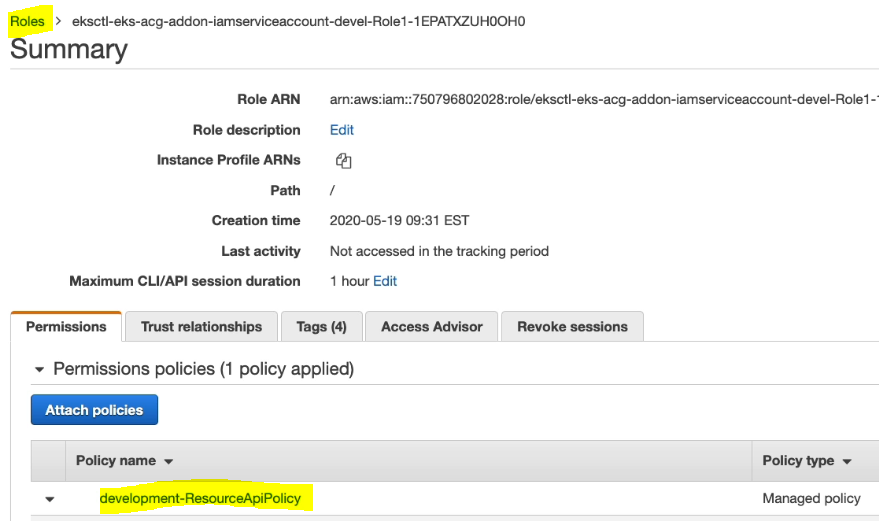 Roles > eksctl-eks-acg-addon-iamserviceaccount-devel-Role1-1EPATXZUH0OH0
Summary
Role ARN arn:aws:iam::750796802028:role/eksctl-eks-acg-addon-iamserviceaccount-devel-Role1-1
Role description Edit
Instance Profile ARNs
Path /
Creation time 2020-05-19 09:31 EST
Last activity Not accessed in the tracking period
Maximum CLI/API session duration 1 hour Edit
Permissions Trust relationships Tags (4) Access Advisor Revoke sessions
Permissions policies (1 policy applied)
Attach policies
Policy name Policy type
development-ResourceApiPolicy Managed policy